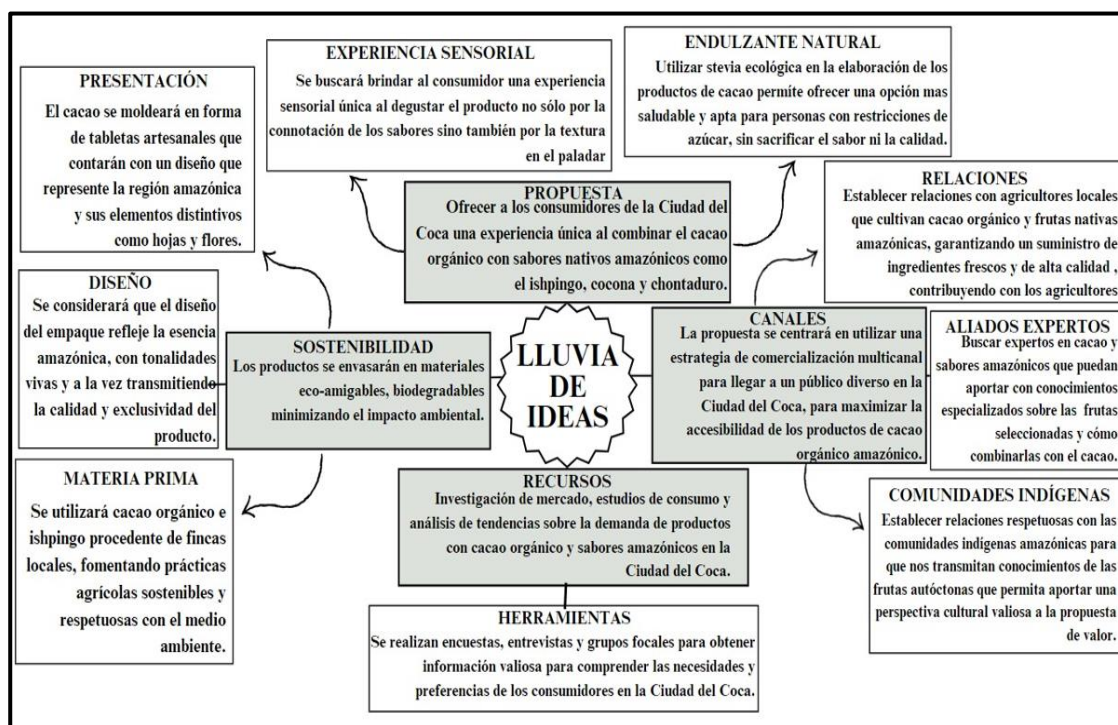 EXPERIENCIA SENSORIAL
Se buscará brindar al consumidor una experiencia
sensorial única al degustar el producto no sólo por la
connotación de los sabores sino también por la textura
en el paladar
ENDULZANTE NATURAL
Utilizar stevia ecológica en la elaboración de los
productos de cacao permite ofrecer una opción mas
saludable y apta para personas con restricciones de
azúcar, sin sacrificar el sabor ni la calidad.
PRESENTACIÓN
El cacao se moldeará en forma
de tabletas artesanales que
contarán con un diseño que
represente la región amazónica
y sus elementos distintivos
como hojas y flores.
PROPUESTA
Ofrecer a los consumidores de la Ciudad del
Coca una experiencia única al combinar el cacao
orgánico con sabores nativos amazónicos como
el ishpingo, cocona y chontaduro.
RELACIONES
Establecer relaciones con agricultores locales
que cultivan cacao orgánico y frutas nativas
amazónicas, garantizando un suministro de
ingredientes frescos y de alta calidad ,
contribuyendo con los agricultores
DISEÑO
Se considerará que el diseño
del empaque refleje la esencia
amazónica, con tonalidades
vivas y a la vez transmitiendo
la calidad y exclusividad del
producto.
SOSTENIBILIDAD
Los productos se envasarán en materiales
eco-amigables, biodegradables
minimizando el impacto ambiental.
LLUVIA
DE
IDEAS
CANALES
La propuesta se centrará en utilizar una
estrategia de comercialización multicanal
para llegar a un público diverso en la
Ciudad del Coca, para maximizar la
accesibilidad de los productos de cacao
orgánico amazónico.
ALIADOS EXPERTOS
Buscar expertos en cacao y
sabores amazónicos que puedan
aportar con conocimientos
especializados sobre las frutas
seleccionadas y cómo
combinarlas con el cacao.
MATERIA PRIMA
Se utilizará cacao orgánico e
ishpingo procedente de fincas
locales, fomentando prácticas
agrícolas sostenibles y
respetuosas con el medio
ambiente.
RECURSOS
Investigación de mercado, estudios de consumo y
análisis de tendencias sobre la demanda de productos
con cacao orgánico y sabores amazónicos en la
Ciudad del Coca.
COMUNIDADES INDÍGENAS
Establecer relaciones respetuosas con las
comunidades indígenas amazónicas para
que nos transmitan conocimientos de las
frutas autóctonas que permita aportar una
perspectiva cultural valiosa a la propuesta
de valor.
HERRAMIENTAS
Se realizan encuestas, entrevistas y grupos focales para obtener
información valiosa para comprender las necesidades y
preferencias de los consumidores en la Ciudad del Coca.